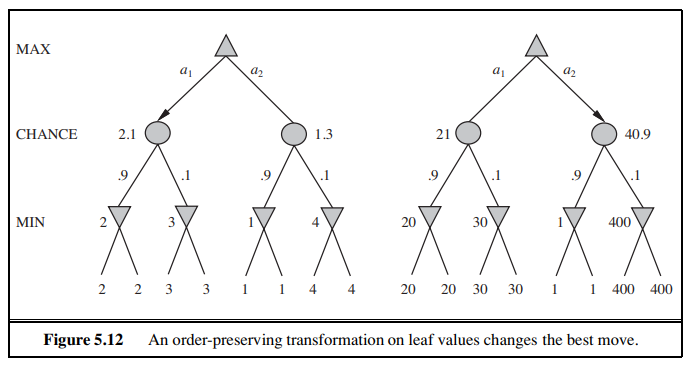 MAX
a1 a2 a1 a2
CHANCE 2.1 1.3 21 40.9
.9 .1 .9 .1 .9 .1 .9 .1
MIN 2 3 1 4 20 30 1 400
2 2 3 3 1 1 4 4 20 20 30 30 1 1 400 400
Figure 5.12 An order-preserving transformation on leaf values changes the best move.